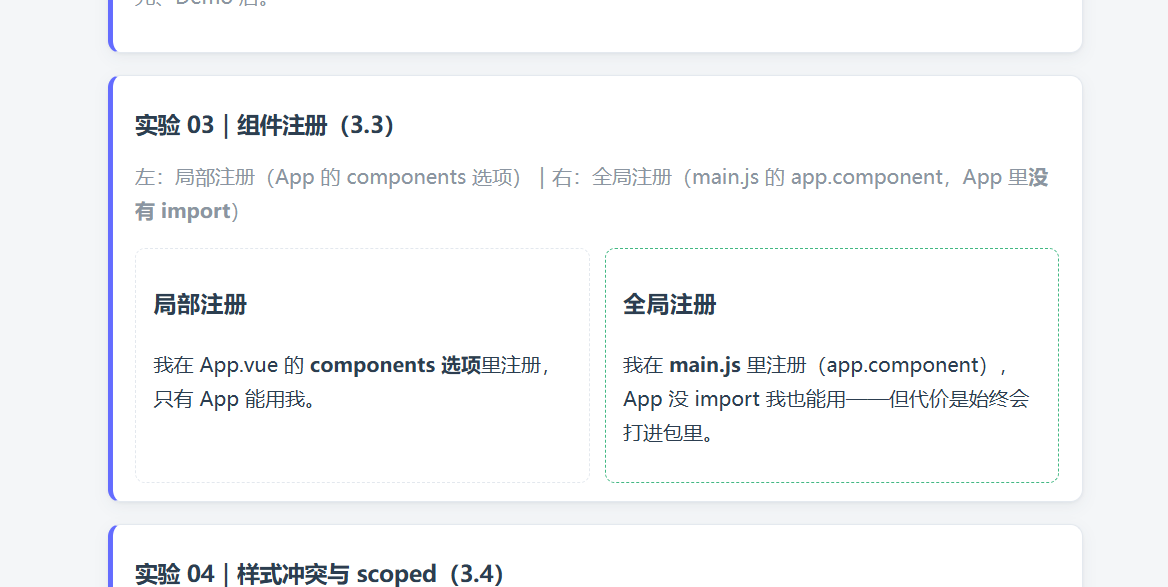 实验 03｜组件注册（3.3）
左：局部注册（App 的 components 选项）｜右：全局注册（main.js 的 app.component，App 里没
有 import）
局部注册
我在 App.vue 的 components 选项里注册，
只有 App 能用我。
全局注册
我在 main.js 里注册（app.component），
App 没 import 我也能用——但代价是始终会
打进包里。
实验 04｜样式冲突与 scoped（3.4）